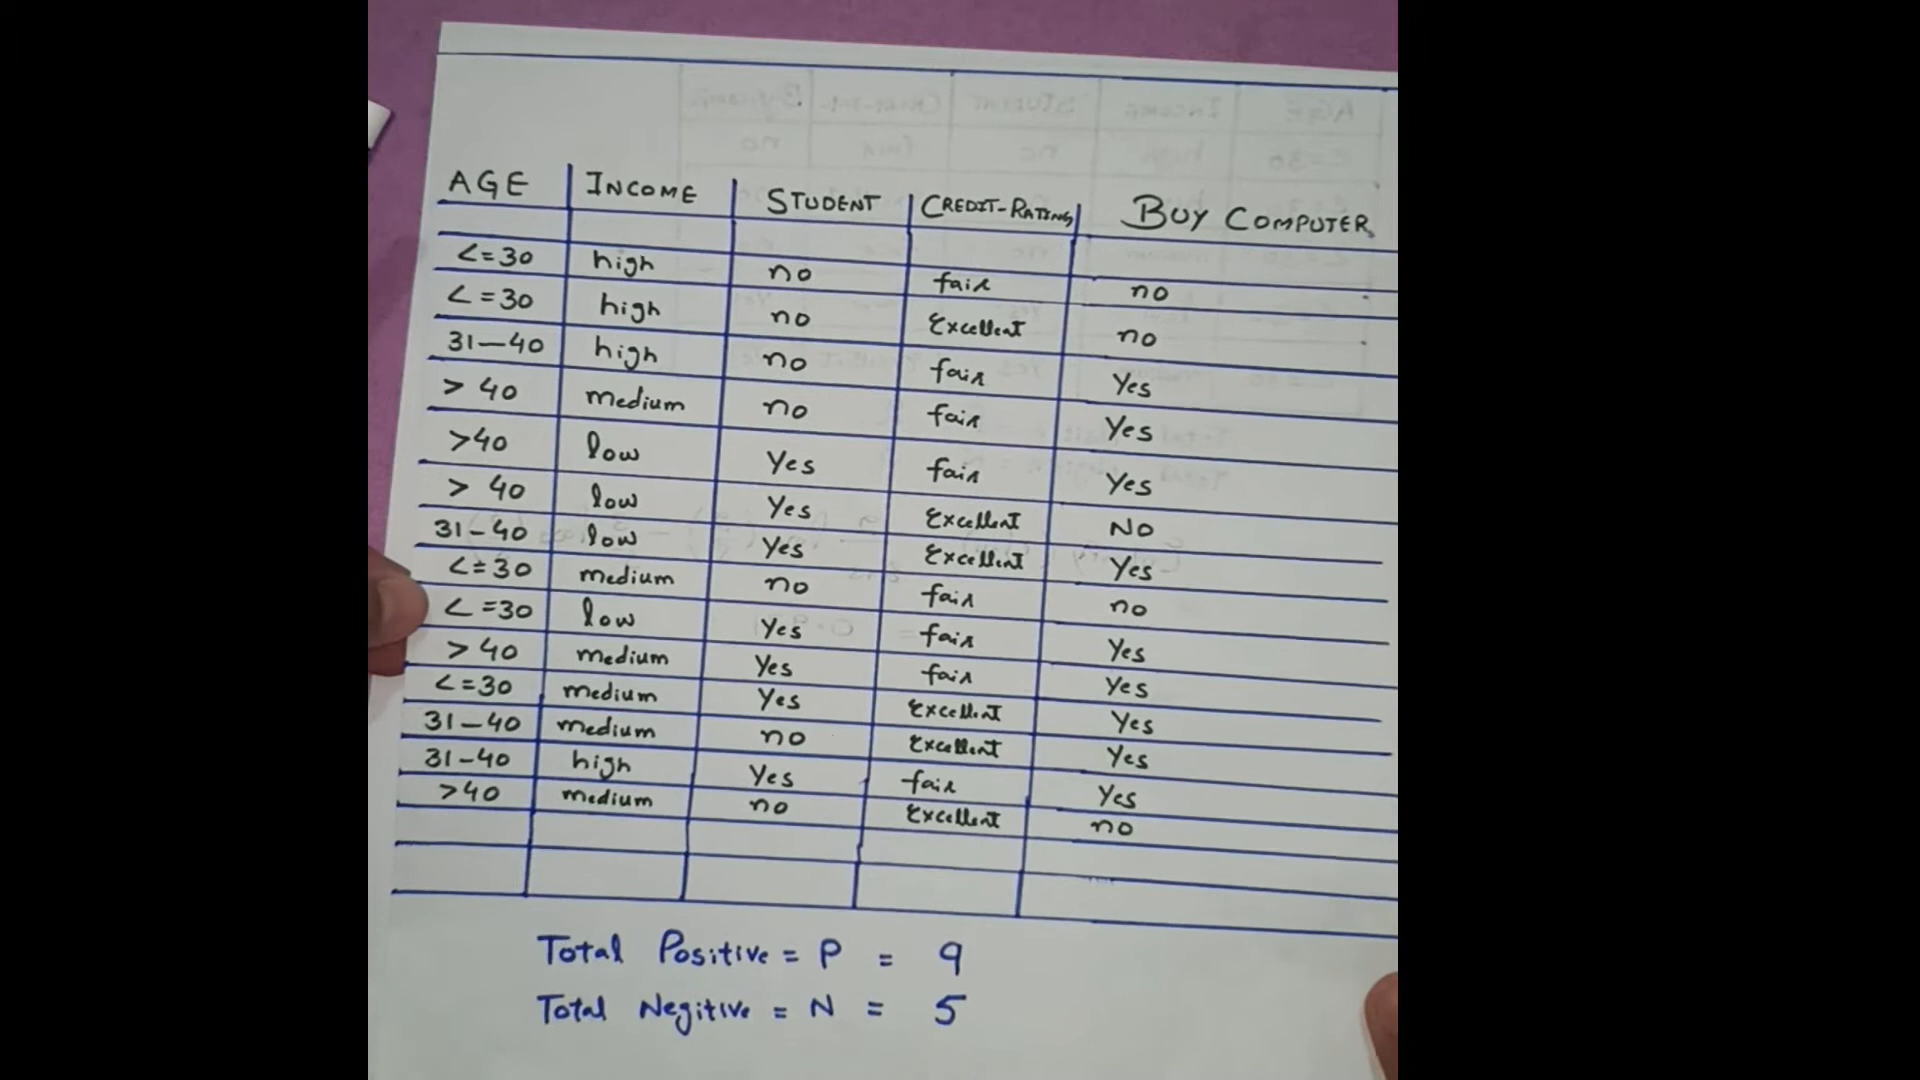 AGE INCOME STUDENT CREDIT-RATING BUY COMPUTER
<=30 high no fair no
<=30 high no Excellent no
31-40 high no fair Yes
>40 medium no fair Yes
>40 low Yes fair Yes
>40 low Yes Excellent NO
31-40 low Yes Excellent Yes
<=30 medium no fair no
<=30 low Yes fair Yes
>40 medium Yes fair Yes
<=30 medium Yes Excellent Yes
31-40 medium no Excellent Yes
31-40 high Yes fair Yes
>40 medium no Excellent no
Total Positive = P = 9
Total Negitive = N = 5